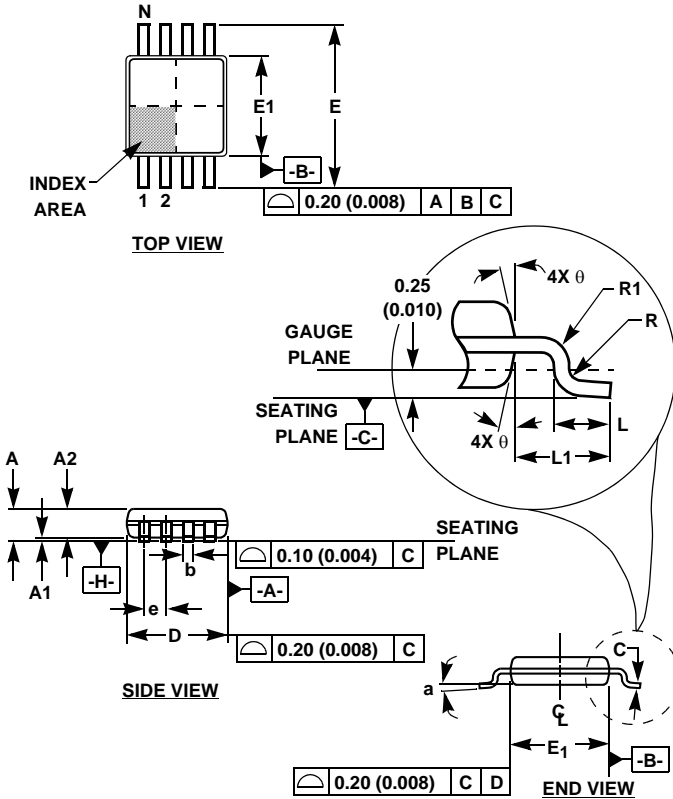 N
E1
E
-B-
INDEX
AREA
1 2
0.20 (0.008) A B C
TOP VIEW
0.25
(0.010)
4X θ
R1
R
GAUGE
PLANE
SEATING
PLANE -C-
4X θ
L
L1
A A2
SEATING
PLANE
A1
-H-
b
0.10 (0.004) C
e
-A-
D
0.20 (0.008) C
SIDE VIEW
C
a
CL
E1
-B-
0.20 (0.008) C D
END VIEW